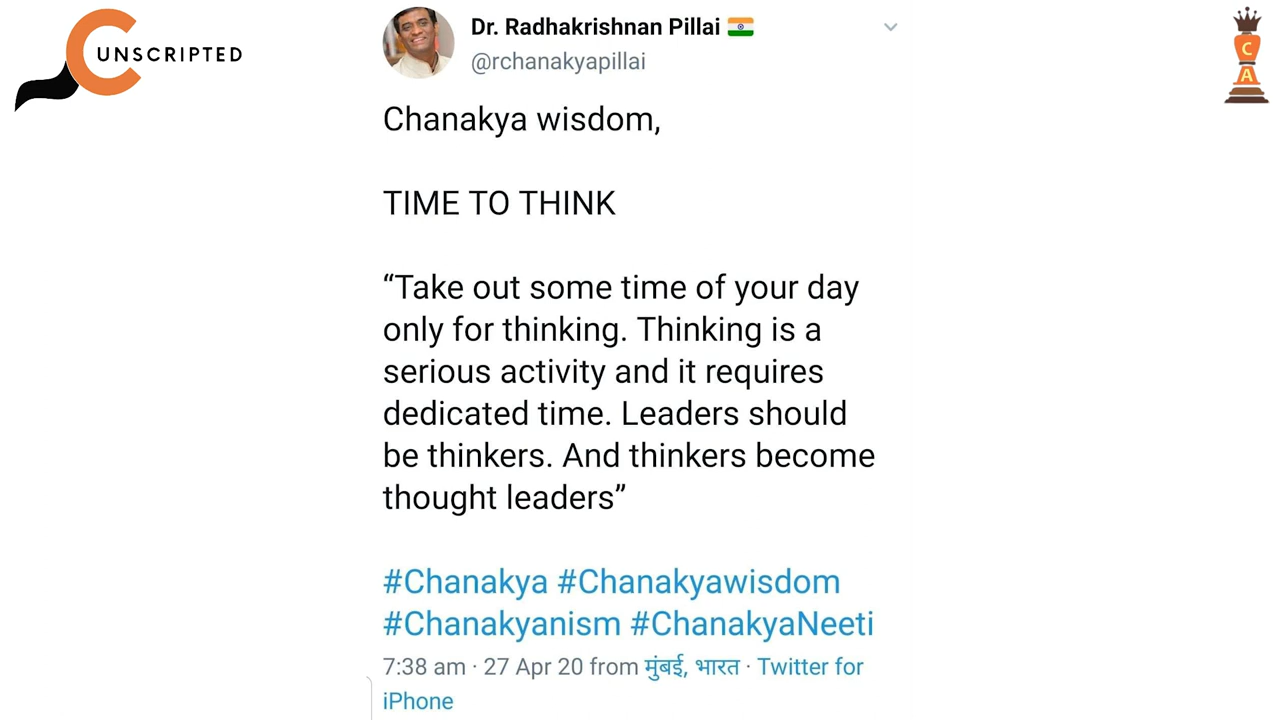 UNSCRIPTED
Dr. Radhakrishnan Pillai
@rchanakyapillai
C
A
Chanakya wisdom,
TIME TO THINK
“Take out some time of your day
only for thinking. Thinking is a
serious activity and it requires
dedicated time. Leaders should
be thinkers. And thinkers become
thought leaders”
#Chanakya #Chanakyawisdom
#Chanakyanism #ChanakyaNeeti
7:38 am · 27 Apr 20 from मुंबई, भारत · Twitter for
iPhone